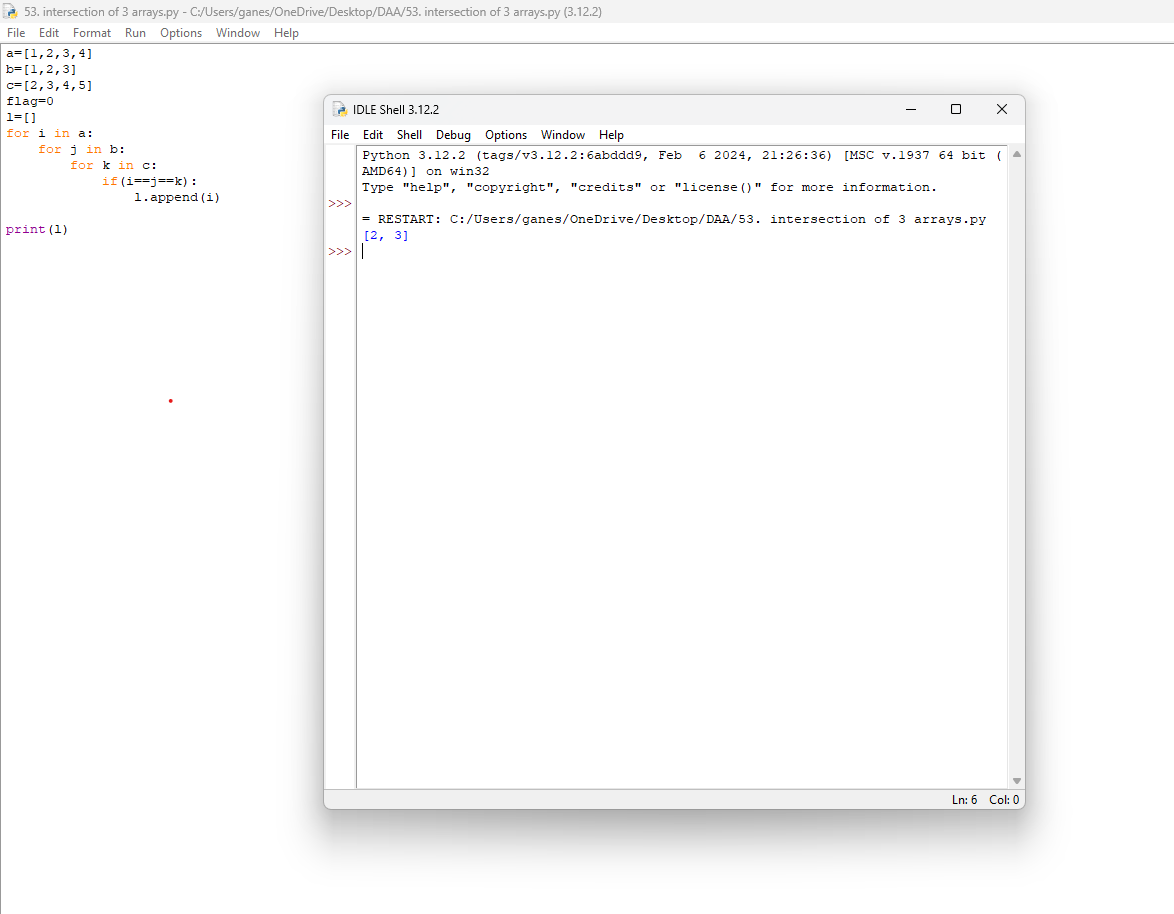 53. intersection of 3 arrays.py - C:/Users/ganes/OneDrive/Desktop/DAA/53. intersection of 3 arrays.py (3.12.2)
File Edit Format Run Options Window Help
a=[1,2,3,4]
b=[1,2,3]
c=[2,3,4,5]
flag=0
l=[]
for i in a:
    for j in b:
        for k in c:
            if(i==j==k):
                l.append(i)
print(l)
IDLE Shell 3.12.2
File Edit Shell Debug Options Window Help
Python 3.12.2 (tags/v3.12.2:6abddd9, Feb  6 2024, 21:26:36) [MSC v.1937 64 bit (
AMD64)] on win32
Type "help", "copyright", "credits" or "license()" for more information.
>>>
= RESTART: C:/Users/ganes/OneDrive/Desktop/DAA/53. intersection of 3 arrays.py
[2, 3]
>>>
Ln: 6 Col: 0